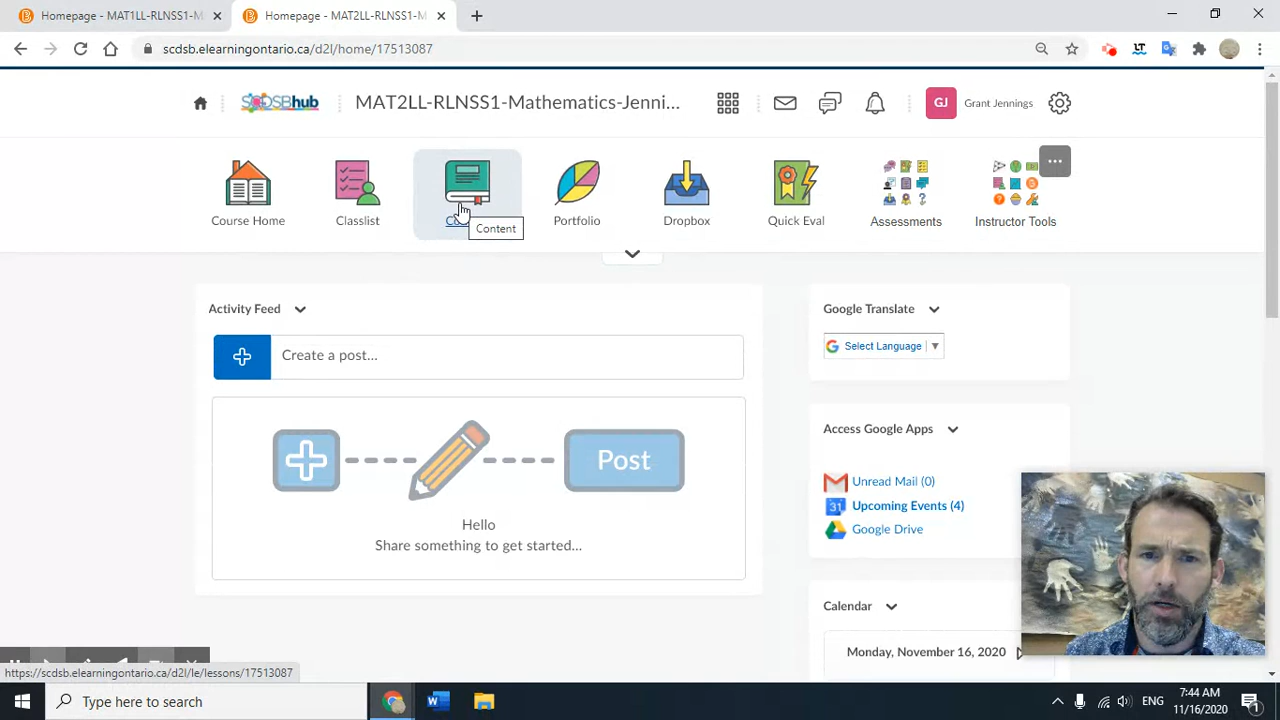 Homepage - MAT1LL-RLNSS1-M
Homepage - MAT2LL-RLNSS1-M
scdsb.elearningontario.ca/d2l/home/17513087
SCDSBhub
MAT2LL-RLNSS1-Mathematics-Jenni...
GJ
Grant Jennings
Course Home
Classlist
Content
Portfolio
Dropbox
Quick Eval
Assessments
Instructor Tools
Activity Feed
Create a post...
Post
Hello
Share something to get started...
Google Translate
Select Language
Access Google Apps
Unread Mail (0)
31
Upcoming Events (4)
Google Drive
Calendar
Monday, November 16, 2020
https://scdsb.elearningontario.ca/d2l/le/lessons/17513087
Type here to search
ENG
7:44 AM
11/16/2020